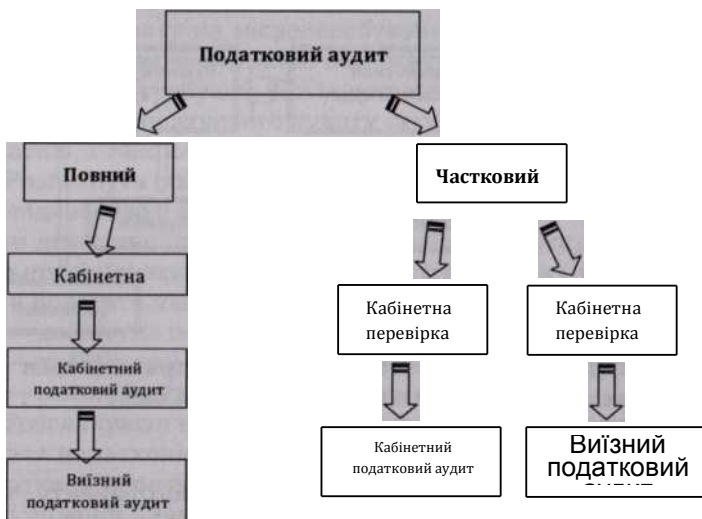 Податковий аудит
Повний
Частковий
Кабінетна
Кабінетна
перевірка
Кабінетна
перевірка
Кабінетний
податковий аудит
Виїзний
податковий аудит
Кабінетний
податковий аудит
Виїзний
податковий